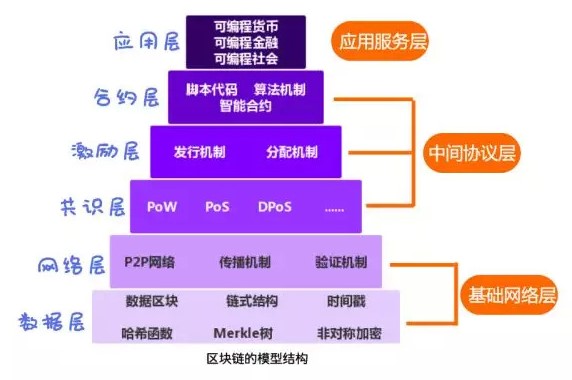 应用层
可编程货币
可编程金融
可编程社会
应用服务层
合约层
脚本代码 算法机制
智能合约
激励层
发行机制 分配机制
中间协议层
共识层
PoW PoS DPoS ......
网络层
P2P网络 传播机制 验证机制
基础网络层
数据层
数据区块 链式结构 时间戳
哈希函数 Merkle树 非对称加密
区块链的模型结构